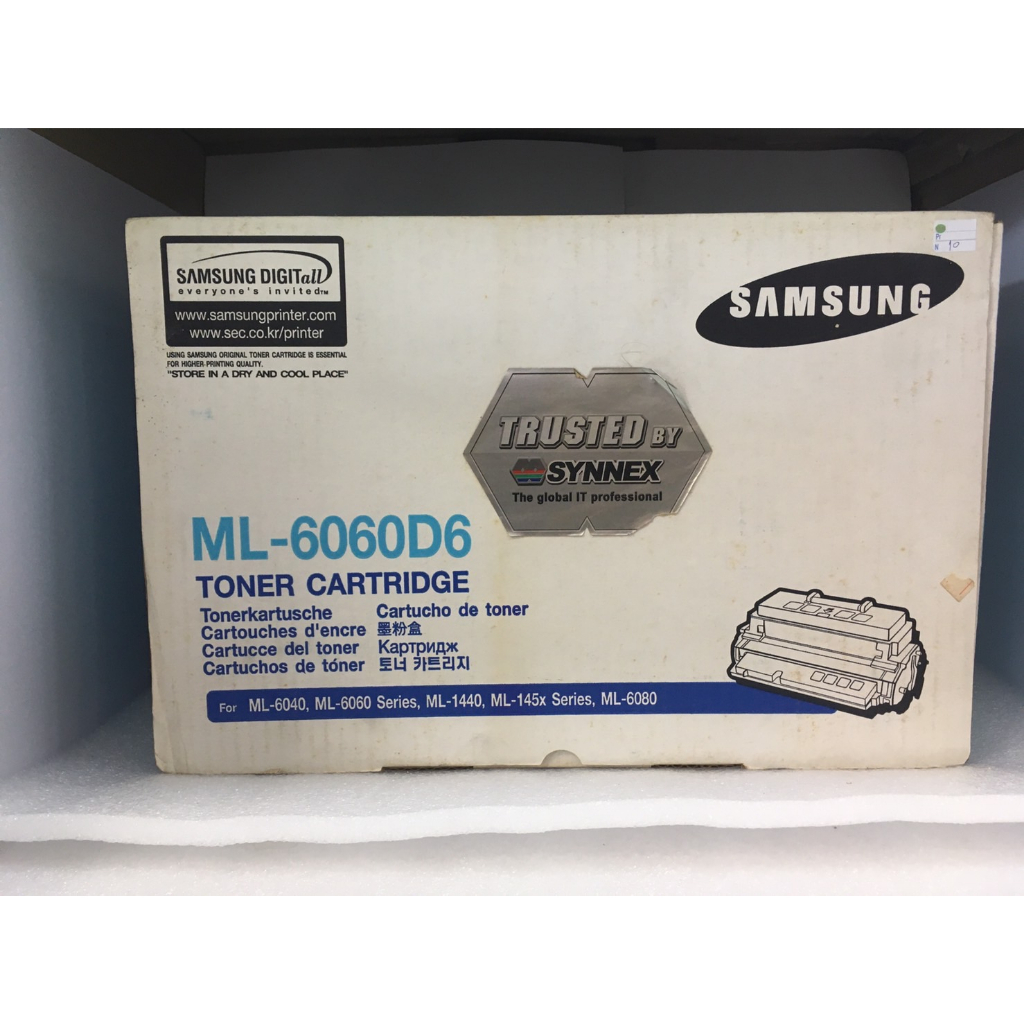 SAMSUNG DIGITall
everyone's invited™
www.samsungprinter.com
www.sec.co.kr/printer
USING SAMSUNG ORIGINAL TONER CARTRIDGE IS ESSENTIAL
FOR HIGHER-PRINTING QUALITY.
"STORE IN A DRY AND COOL PLACE"
N 10
SAMSUNG
TRUSTED BY
SYNNEX
The global IT professional
ML-6060D6
TONER CARTRIDGE
Tonerkartusche Cartucho de toner
Cartouches d'encre 墨粉盒
Cartucce del toner Картридж
Cartuchos de tóner 토너 카트리지
For ML-6040, ML-6060 Series, ML-1440, ML-145x Series, ML-6080